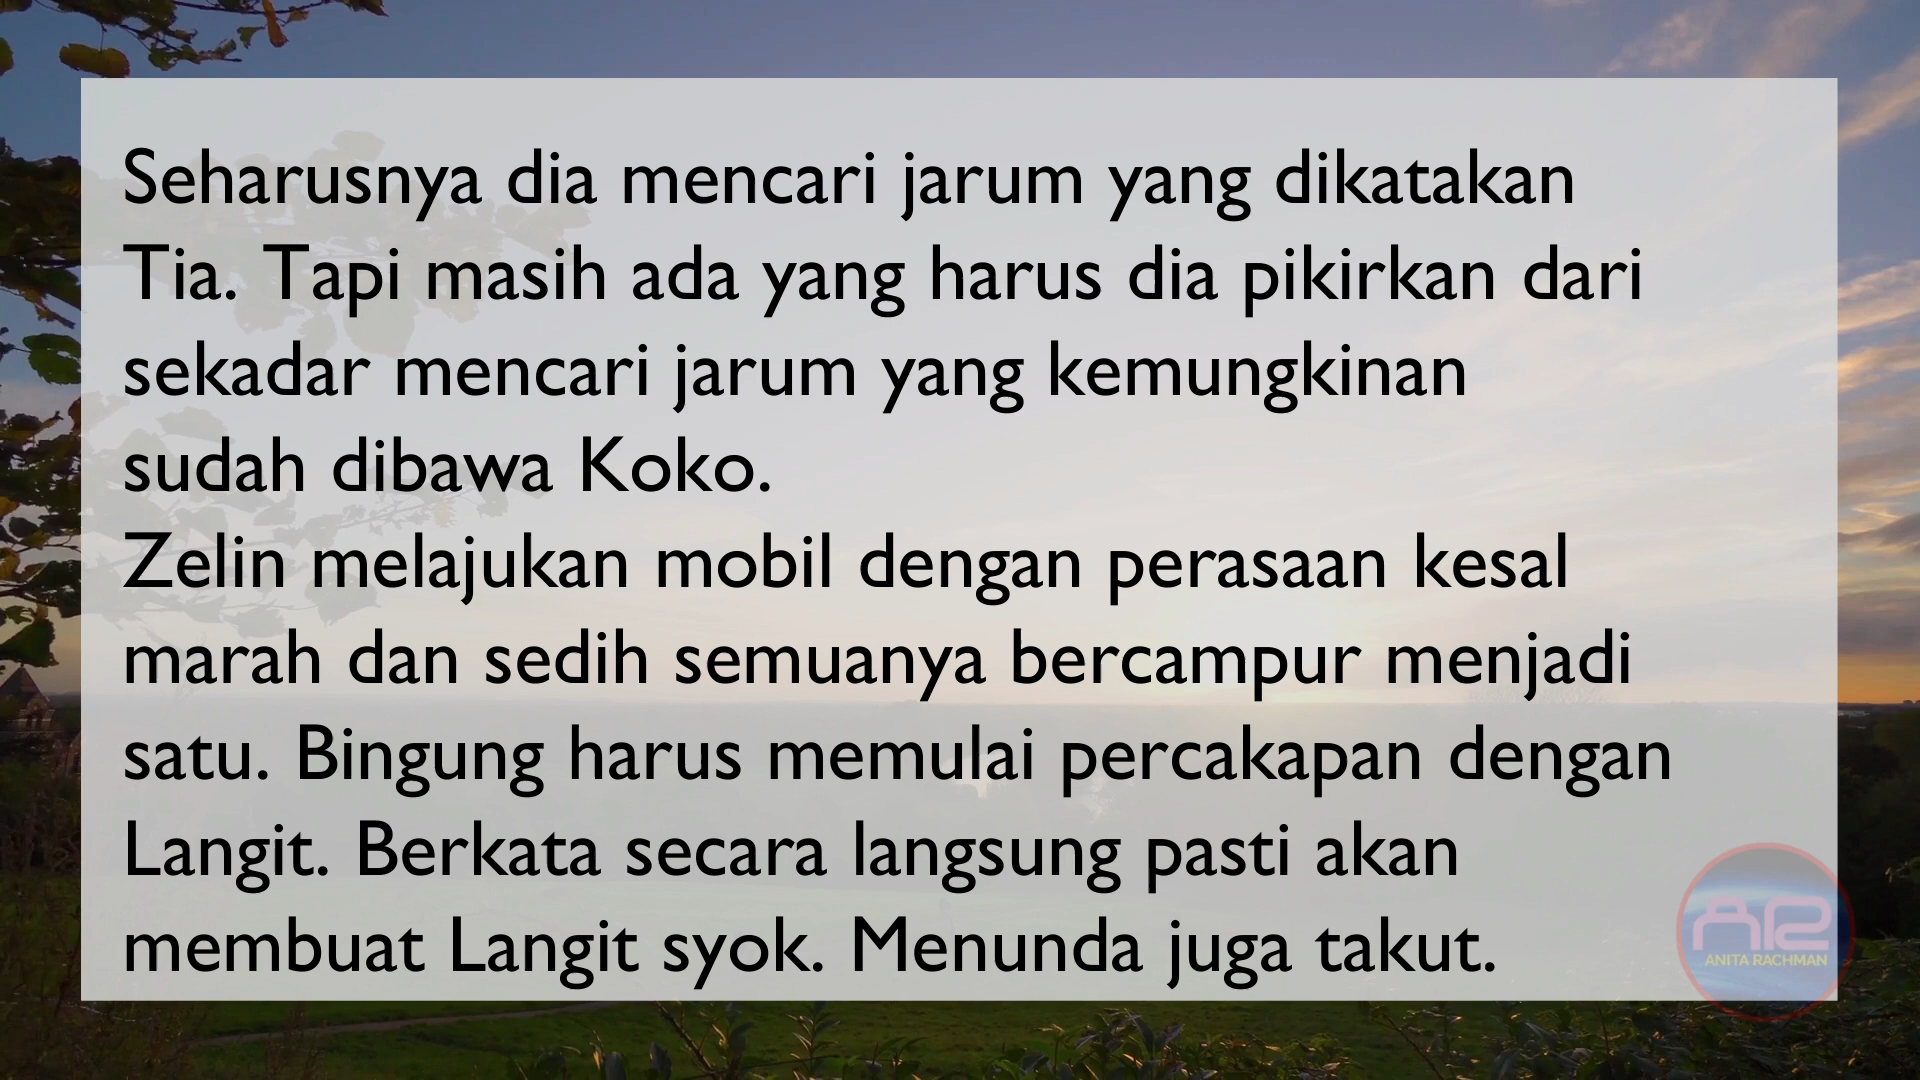 Seharusnya dia mencari jarum yang dikatakan
Tia. Tapi masih ada yang harus dia pikirkan dari
sekadar mencari jarum yang kemungkinan
sudah dibawa Koko.
Zelin melajukan mobil dengan perasaan kesal
marah dan sedih semuanya bercampur menjadi
satu. Bingung harus memulai percakapan dengan
Langit. Berkata secara langsung pasti akan
membuat Langit syok. Menunda juga takut.
AR
ANITA RACHMAN